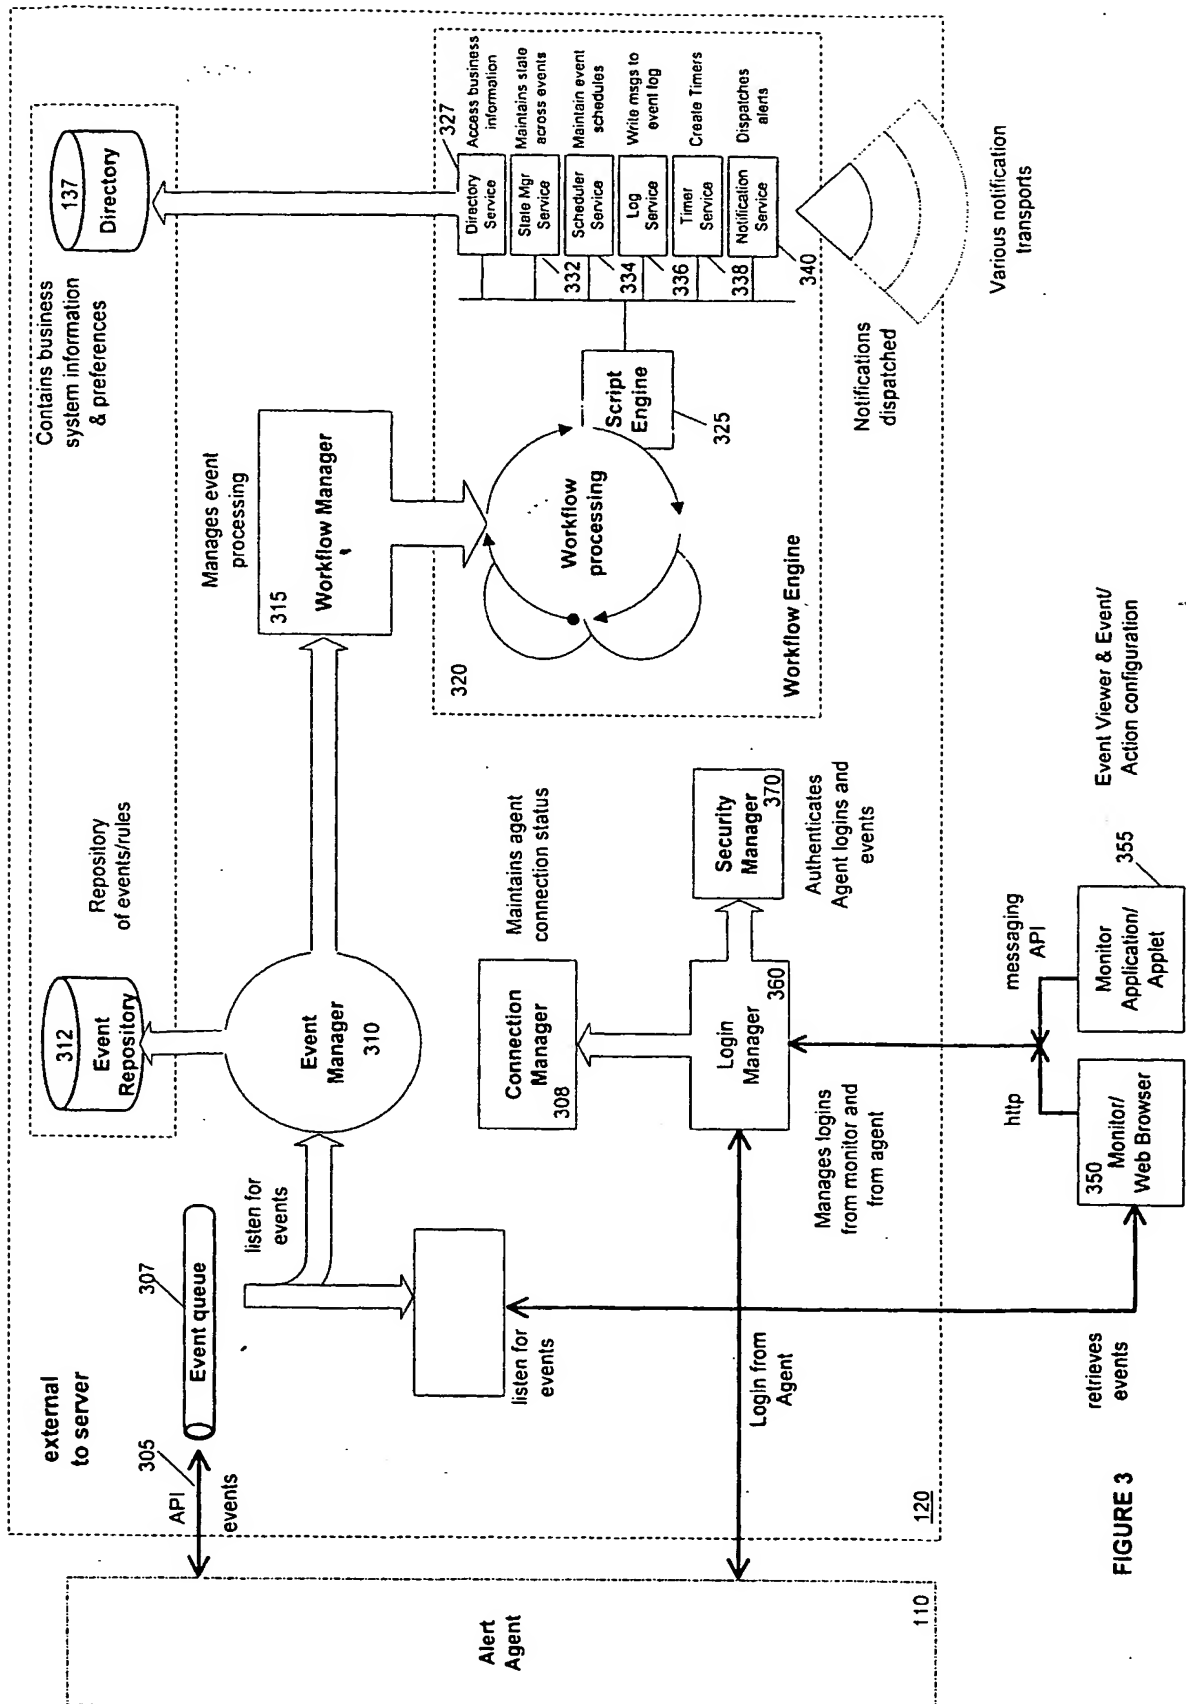 external
to server
305
API
events
307
Event queue
listen for
events
312
Event
Repository
Repository
of events/rules
Contains business
system information
& preferences
137
Directory
Event
Manager
310
Manages event
processing
315
Workflow Manager
320
Workflow
processing
Workflow Engine
Script
Engine
325
327
Directory
Service
Access business
information
State Mgr
Service
332
Maintains state
across events
Scheduler
Service
334
Maintain event
schedules
Log
Service
336
Write msgs to
event log
Timer
Service
338
Create Timers
Notification
Service
340
Dispatches
alerts
Notifications
dispatched
Various notification
transports
listen for
events
Connection
Manager
308
Maintains agent
connection status
Login
Manager
360
Security
Manager
370
Authenticates
Agent logins and
events
Manages logins
from monitor and
from agent
Login from
Agent
retrieves
events
http
messaging
API
350
Monitor/
Web Browser
Monitor
Application/
Applet
355
Event Viewer & Event/
Action configuration
Alert
Agent
110
120
FIGURE 3